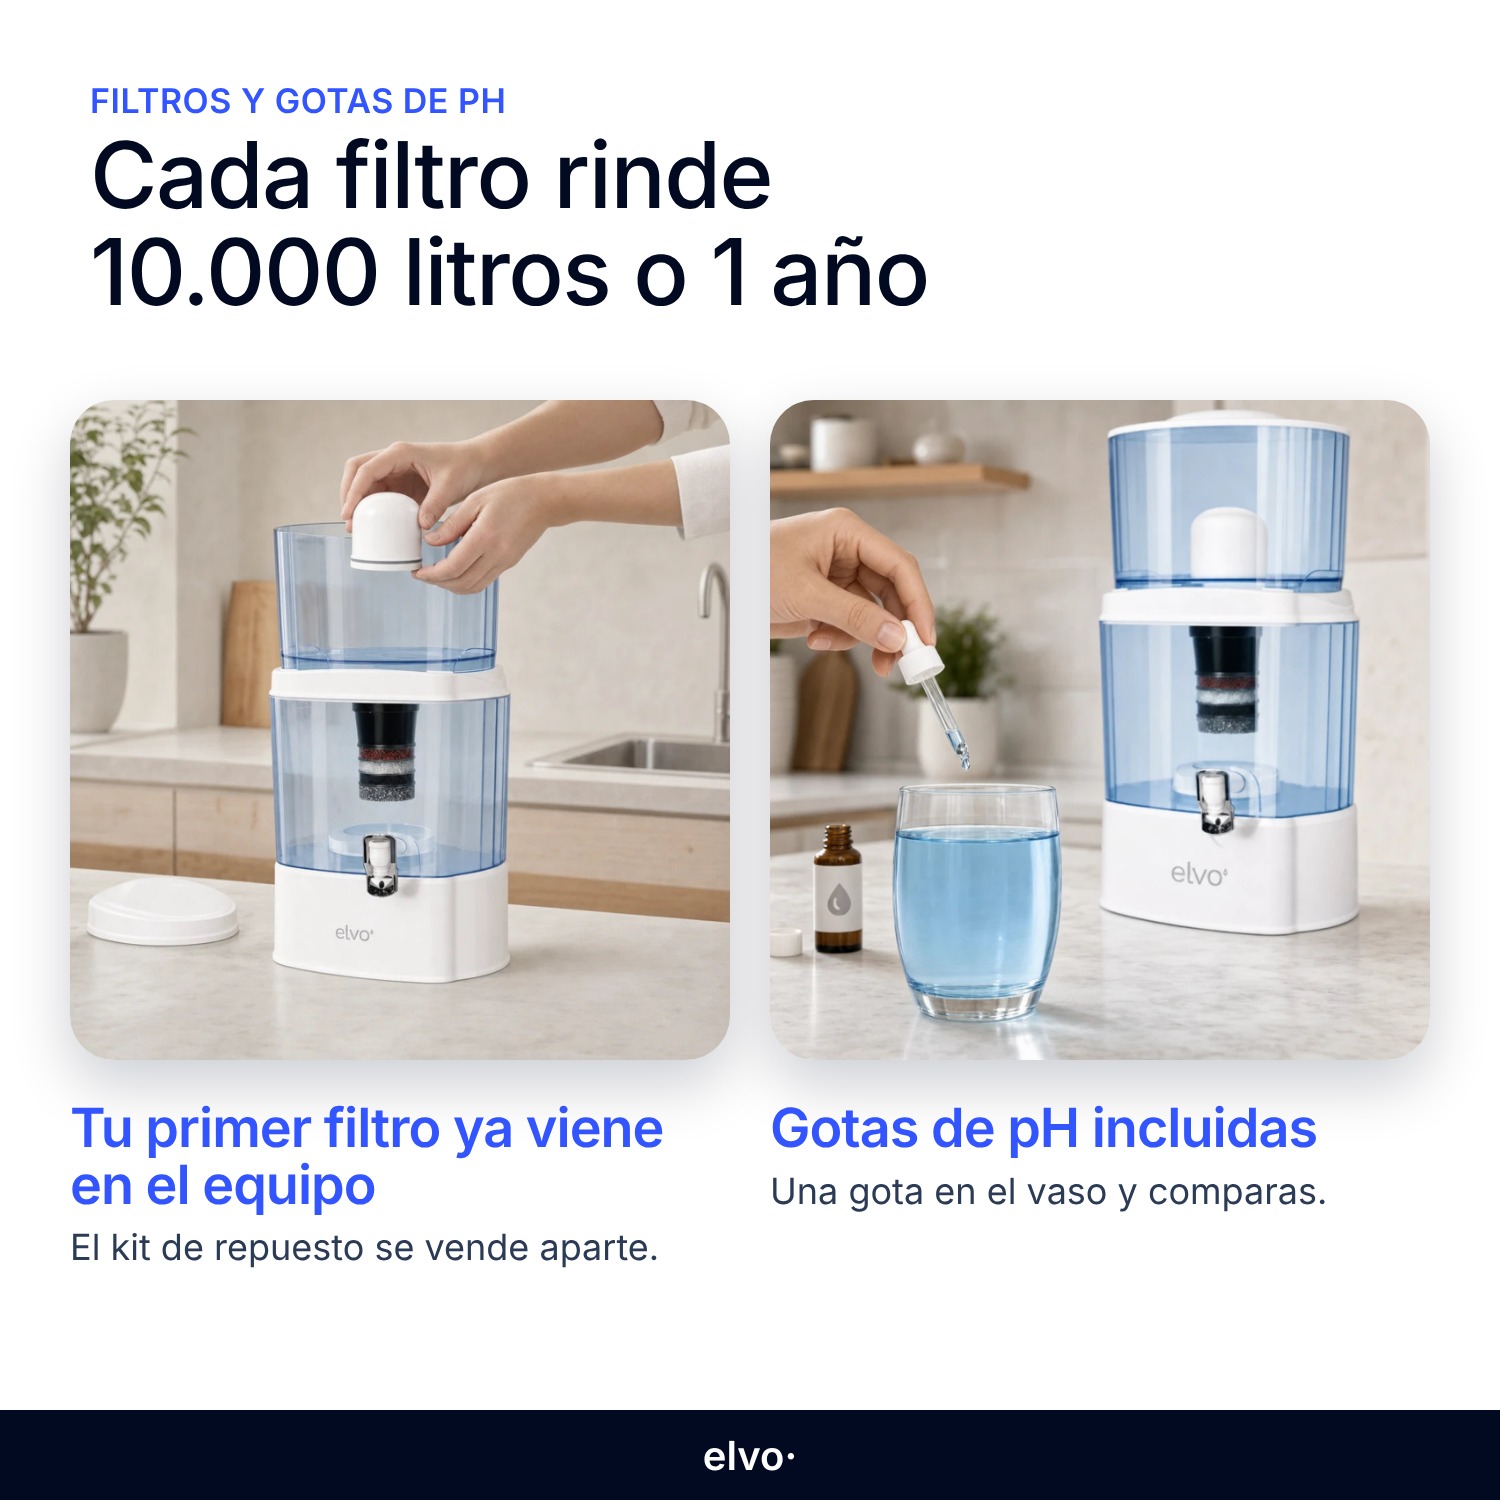 FILTROS Y GOTAS DE PH
Cada filtro rinde
10.000 litros o 1 año
elvo
elvo
Tu primer filtro ya viene
en el equipo
El kit de repuesto se vende aparte.
Gotas de pH incluidas
Una gota en el vaso y comparas.
elvo·